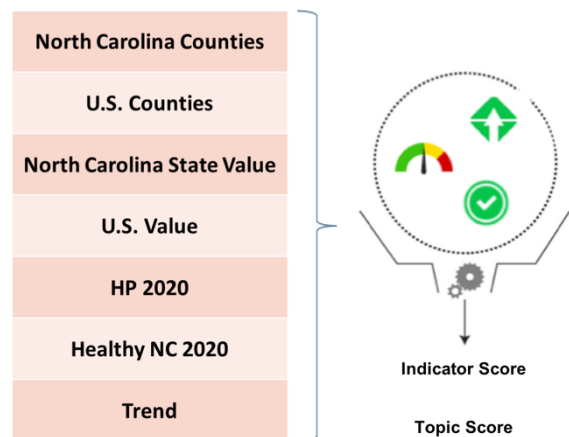 North Carolina Counties
U.S. Counties
North Carolina State Value
U.S. Value
HP 2020
Healthy NC 2020
Trend
Indicator Score
Topic Score